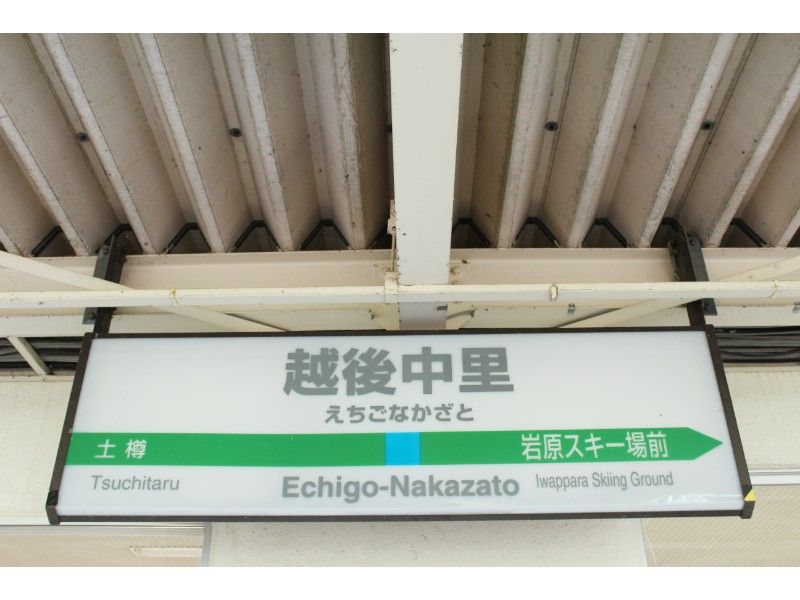 越後中里
えちごなかざと
土樽 岩原スキー場前
Tsuchitaru Echigo-Nakazato Iwappara Skiing Ground